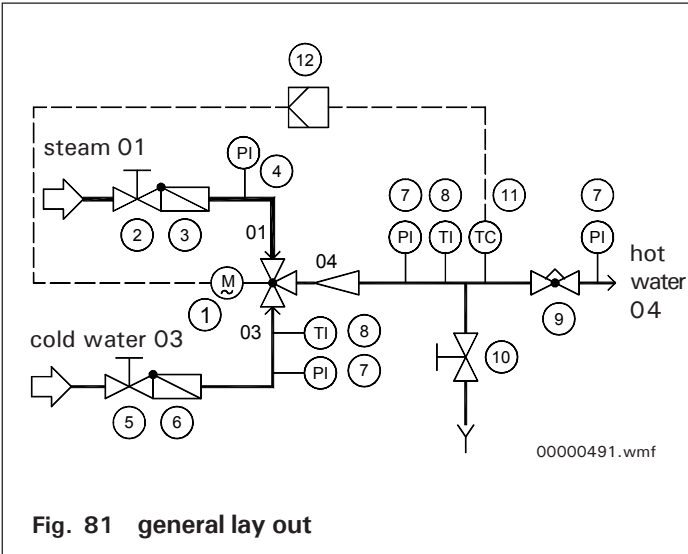 12
steam 01
PI
4
7
8
11
7
2
3
01
PI
TI
TC
PI
hot
water
04
04
M
1
9
03
TI
8
cold water 03
PI
7
10
5
6
00000491.wmf
Fig. 81 general lay out